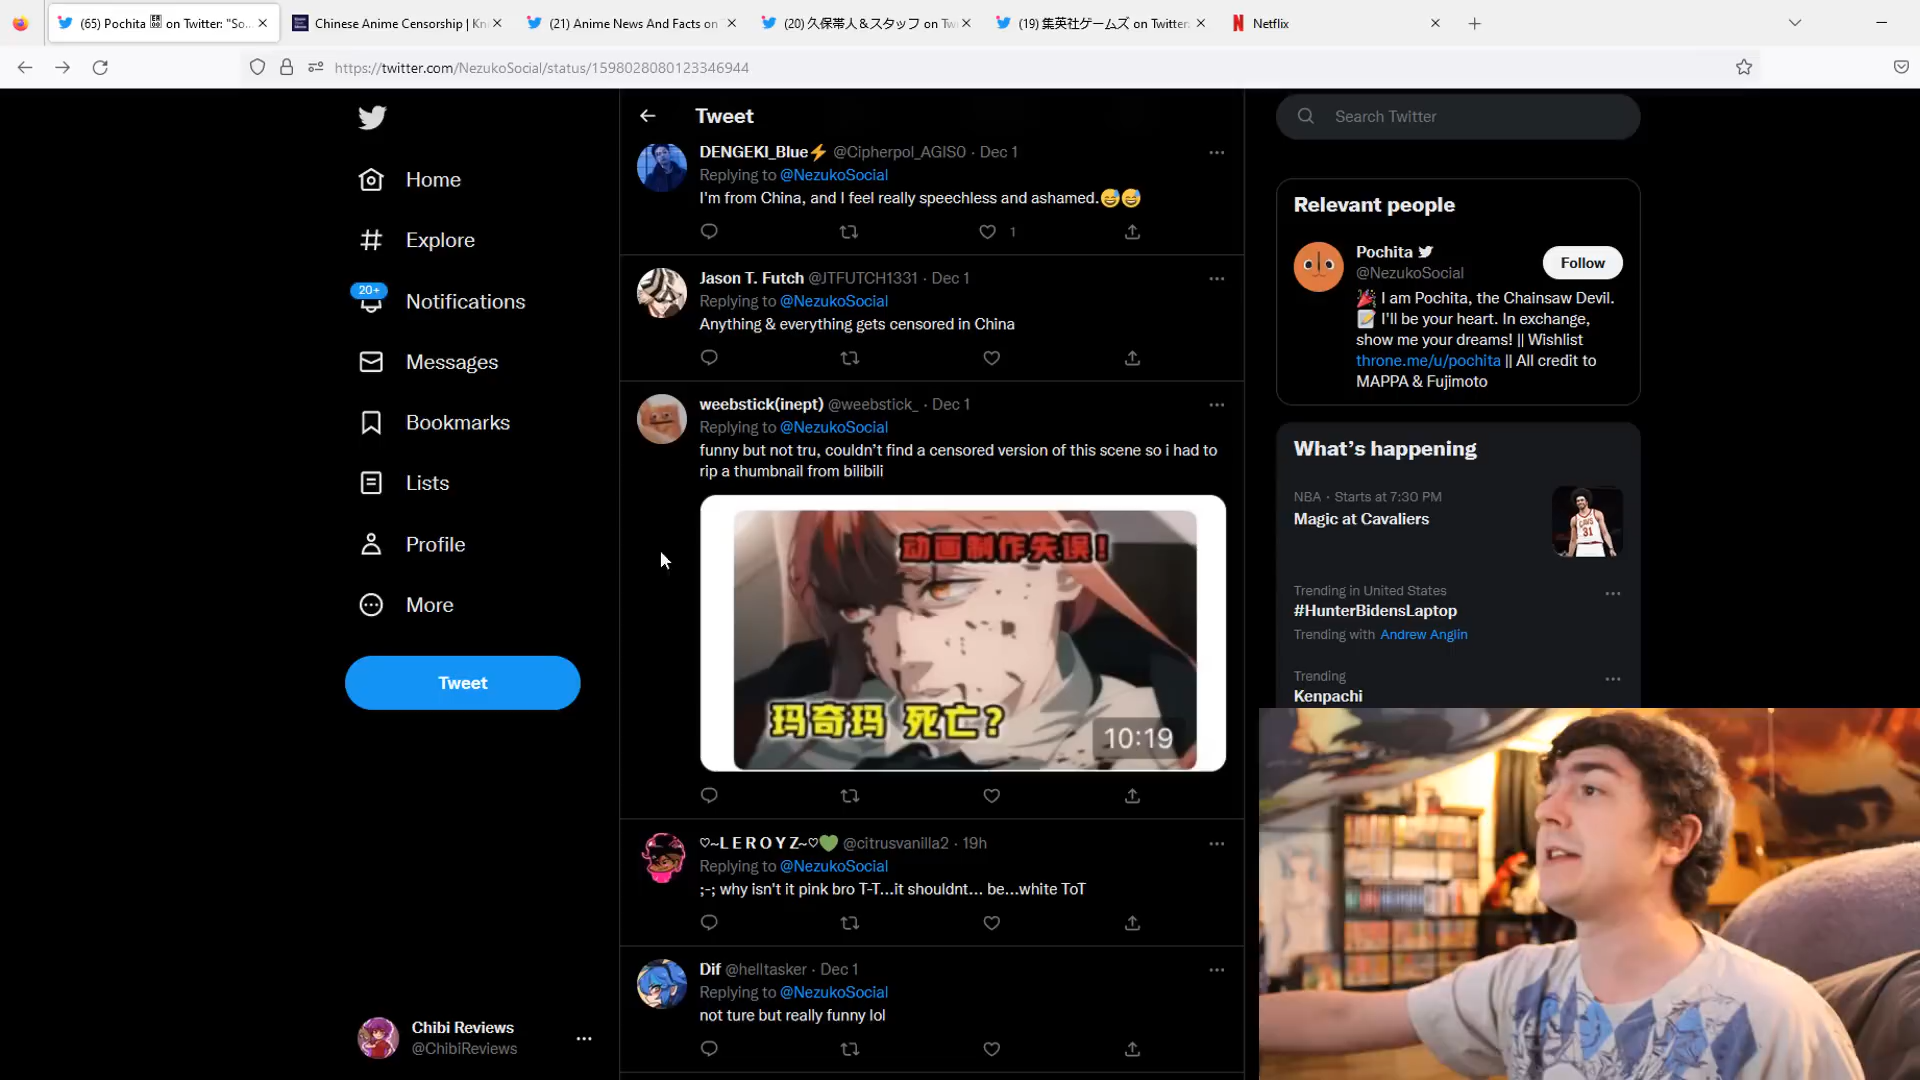 (65) Pochita 🅾 on Twitter: "So...
Chinese Anime Censorship | Kn
(21) Anime News And Facts on
(20) 久保帯人＆スタッフ on Tw
(19) 集英社ゲームズ on Twitter
Netflix
https://twitter.com/NezukoSocial/status/1598028080123346944
Home
Explore
20+
Notifications
Messages
Bookmarks
Lists
Profile
More
Tweet
Chibi Reviews
@ChibiReviews
Tweet
DENGEKI_Blue⚡ @Cipherpol_AGIS0 · Dec 1
Replying to @NezukoSocial
I'm from China, and I feel really speechless and ashamed.😅😅
1
Jason T. Futch @JTFUTCH1331 · Dec 1
Replying to @NezukoSocial
Anything & everything gets censored in China
weebstick(inept) @weebstick_ · Dec 1
Replying to @NezukoSocial
funny but not tru, couldn't find a censored version of this scene so i had to
rip a thumbnail from bilibili
动画制作失误！
玛奇玛 死亡？
10:19
♡~L E R O Y Z~♡💚 @citrusvanilla2 · 19h
Replying to @NezukoSocial
;-; why isn't it pink bro T-T...it shouldnt... be...white ToT
Dif @helltasker · Dec 1
Replying to @NezukoSocial
not ture but really funny lol
Search Twitter
Relevant people
Pochita
@NezukoSocial
Follow
🎉 I am Pochita, the Chainsaw Devil.
📝 I'll be your heart. In exchange,
show me your dreams! || Wishlist
throne.me/u/pochita || All credit to
MAPPA & Fujimoto
What's happening
NBA · Starts at 7:30 PM
Magic at Cavaliers
Trending in United States
#HunterBidensLaptop
Trending with Andrew Anglin
Trending
Kenpachi